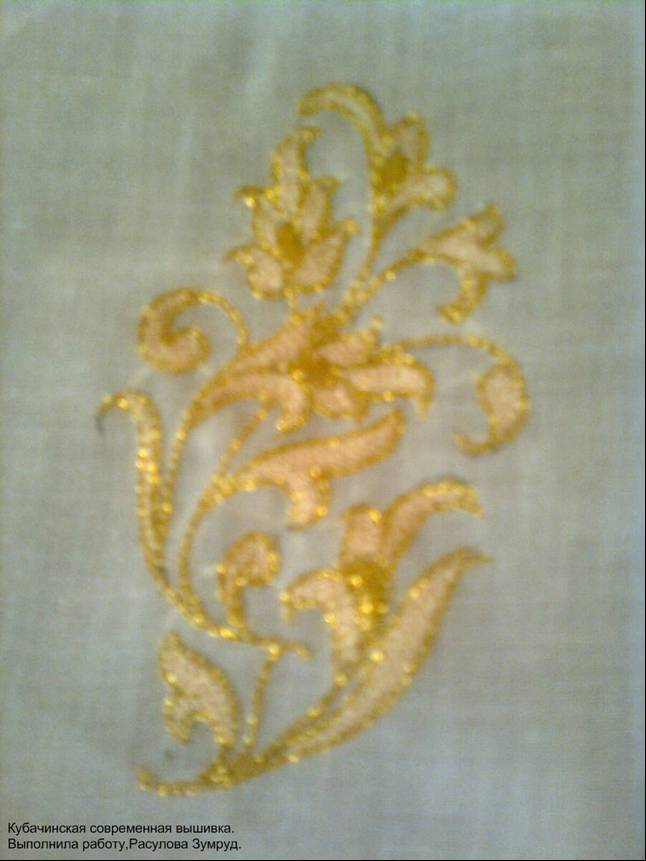 Кубачинская современная вышивка.
Выполнила работу,Расулова Зумруд.